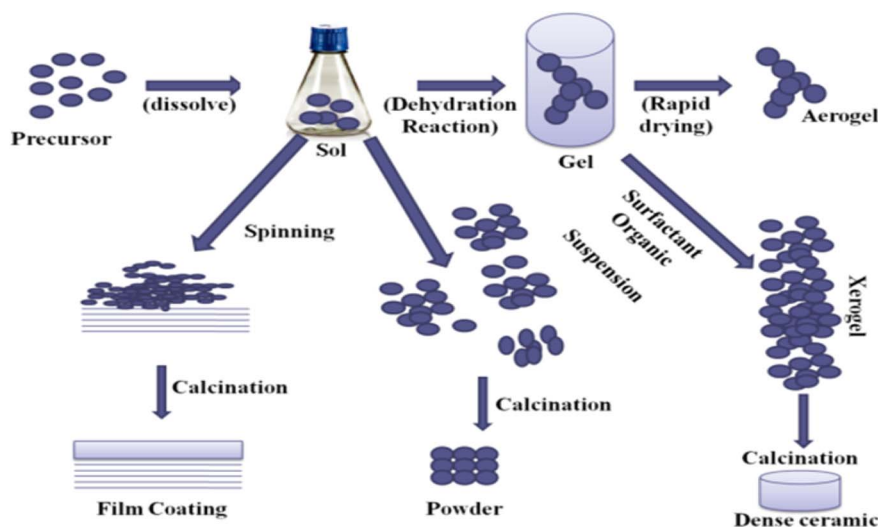 Precursor
(dissolve)
Sol
(Dehydration
Reaction)
Gel
(Rapid
drying)
Aerogel
Spinning
Suspension
Surfactant
Organic
Xerogel
Calcination
Calcination
Calcination
Film Coating
Powder
Dense ceramic